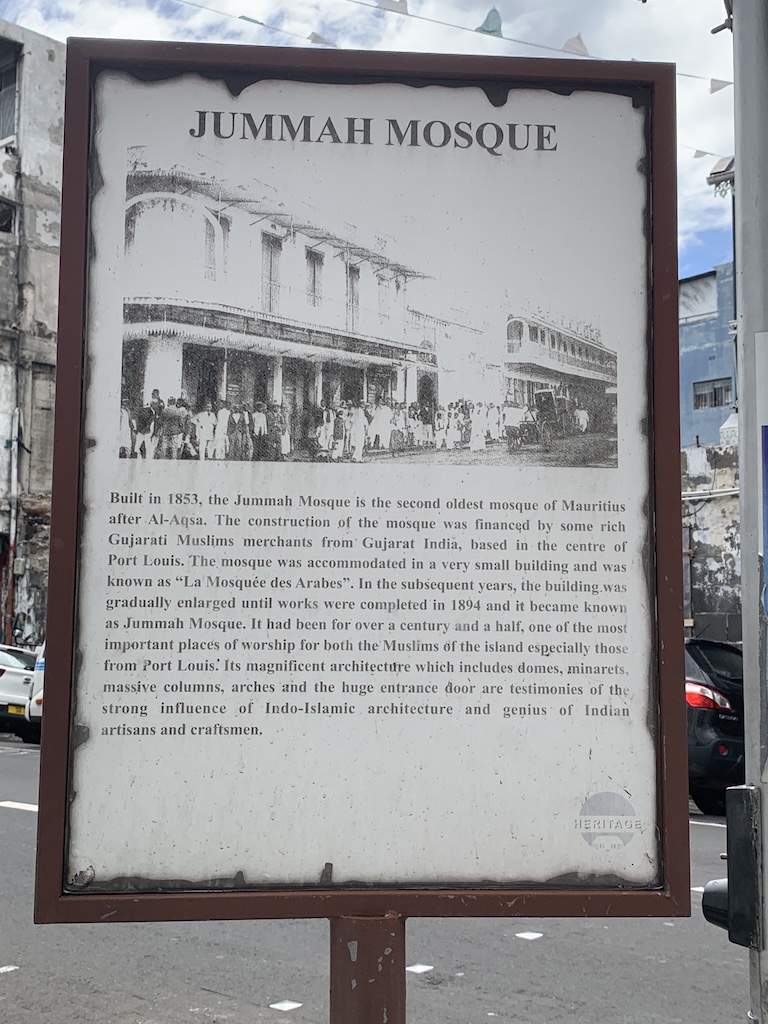 JUMMAH MOSQUE
Built in 1853, the Jummah Mosque is the second oldest mosque of Mauritius
after Al-Aqsa. The construction of the mosque was financed by some rich
Gujarati Muslims merchants from Gujarat India, based in the centre of
Port Louis. The mosque was accommodated in a very small building and was
known as “La Mosquée des Arabes”. In the subsequent years, the building was
gradually enlarged until works were completed in 1894 and it became known
as Jummah Mosque. It had been for over a century and a half, one of the most
important places of worship for both the Muslims of the island especially those
from Port Louis. Its magnificent architecture which includes domes, minarets,
massive columns, arches and the huge entrance door are testimonies of the
strong influence of Indo-Islamic architecture and genius of Indian
artisans and craftsmen.
HERITAGE